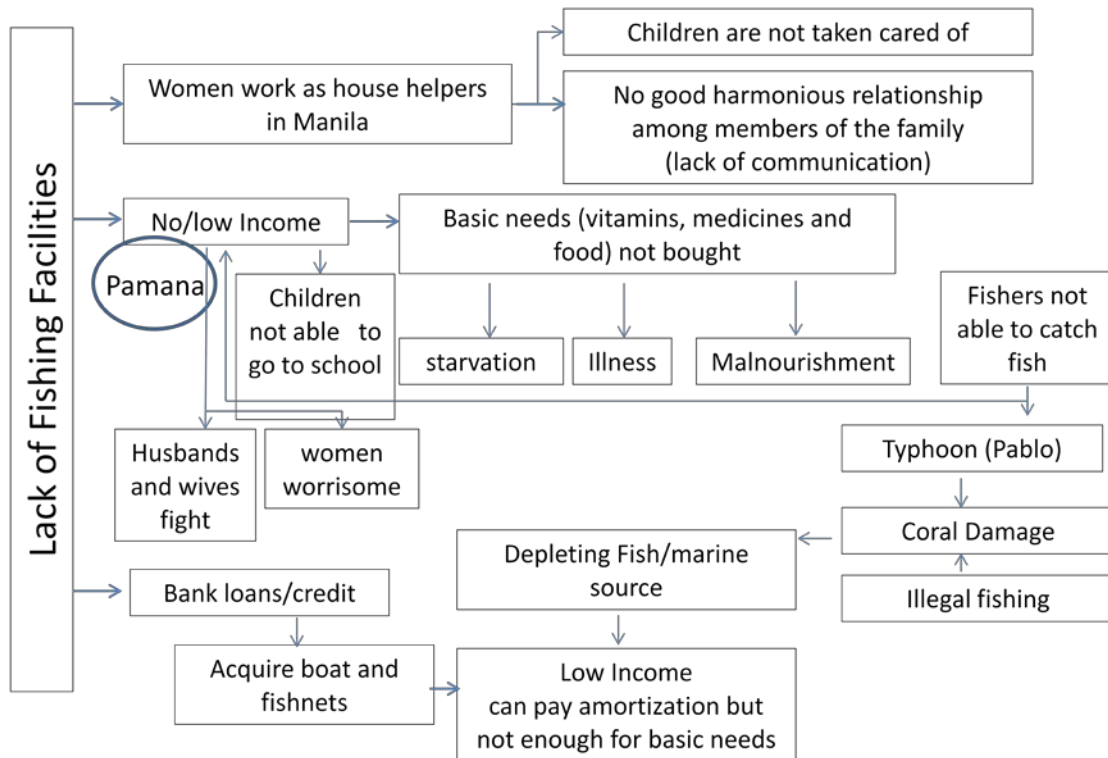 Lack of Fishing Facilities
Children are not taken cared of
Women work as house helpers
in Manila
No good harmonious relationship
among members of the family
(lack of communication)
No/low Income
Basic needs (vitamins, medicines and
food) not bought
Pamana
Children
not able to
go to school
starvation
Illness
Malnourishment
Fishers not
able to catch
fish
Husbands
and wives
fight
women
worrisome
Typhoon (Pablo)
Coral Damage
Illegal fishing
Depleting Fish/marine
source
Bank loans/credit
Acquire boat and
fishnets
Low Income
can pay amortization but
not enough for basic needs